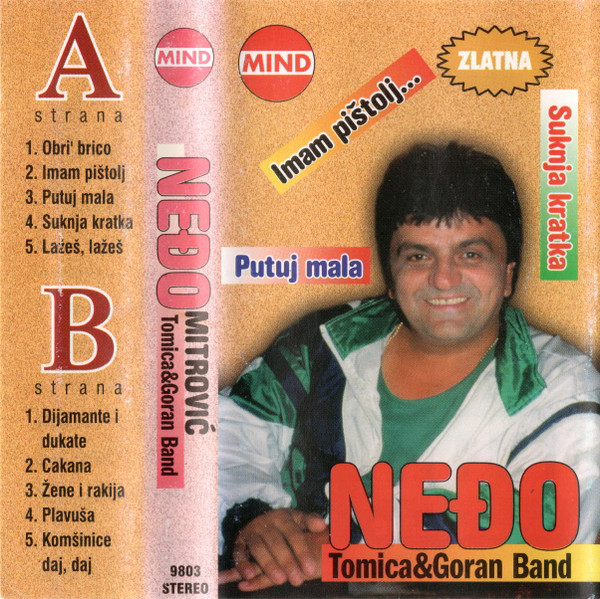 A
strana
1. Obri' brico
2. Imam pištolj
3. Putuj mala
4. Suknja kratka
5. Lažeš, lažeš
B
strana
1. Dijamante i
dukate
2. Cakana
3. Žene i rakija
4. Plavuša
5. Komšinice
daj, daj
MIND
NEĐO
MITROVIĆ
Tomica&Goran Band
9803
STEREO
MIND
Imam pištolj...
ZLATNA
Suknja kratka
Putuj mala
NEĐO
Tomica&Goran Band